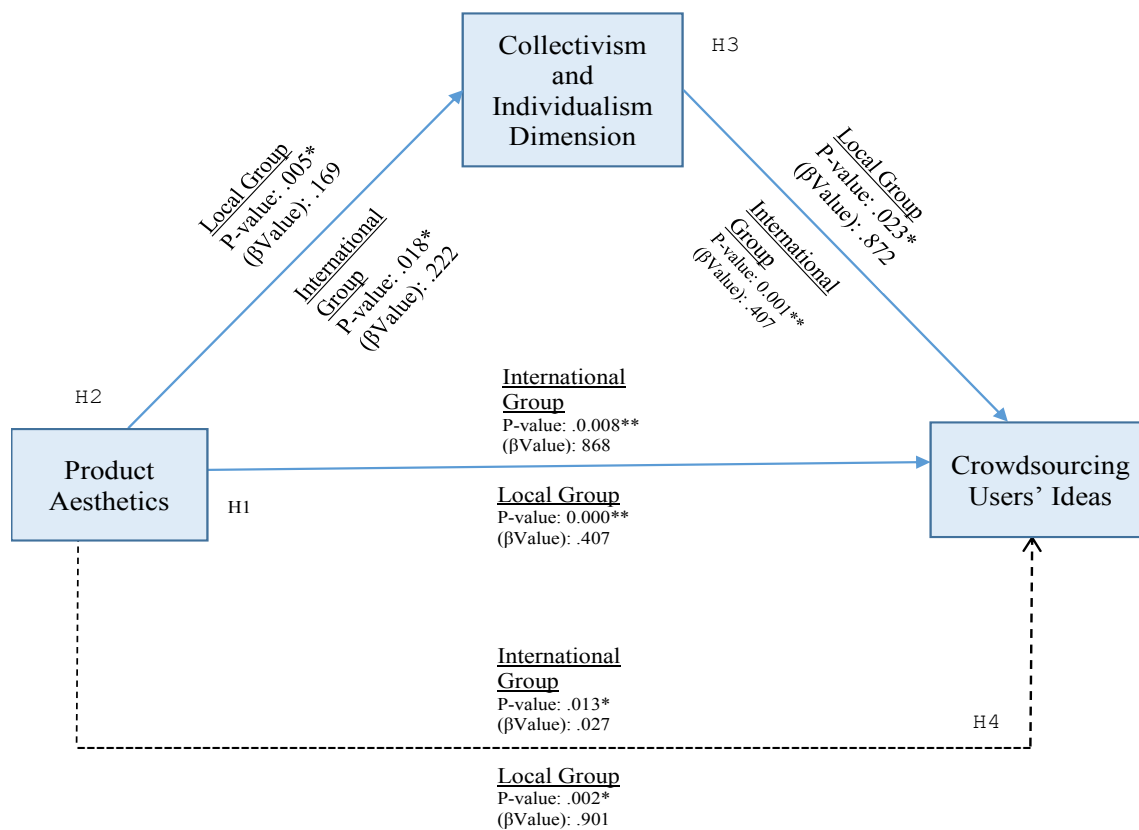 Collectivism
and
Individualism
Dimension
H3
Local Group
P-value: .005*
(βValue): .169
International
Group
P-value: .018*
(βValue): .222
Local Group
P-value: .023*
(βValue): .872
International
Group
P-value: 0.001**
(βValue): .407
H2
Product
Aesthetics
H1
International
Group
P-value: .0.008**
(βValue): 868
Local Group
P-value: 0.000**
(βValue): .407
Crowdsourcing
Users’ Ideas
International
Group
P-value: .013*
(βValue): .027
H4
Local Group
P-value: .002*
(βValue): .901